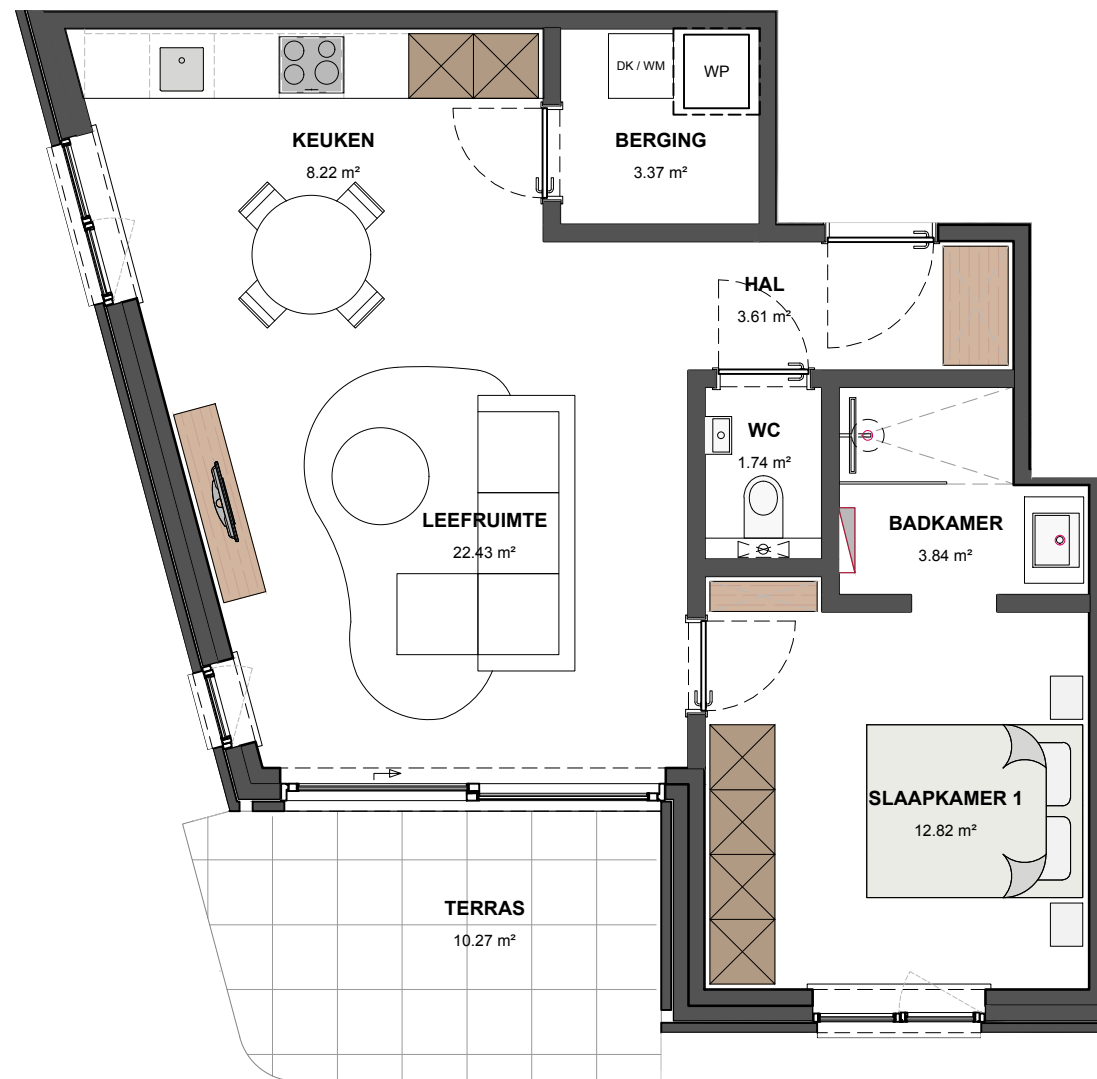 DK / WM
WP
KEUKEN
8.22 m²
BERGING
3.37 m²
HAL
3.61 m²
WC
1.74 m²
LEEFRUIMTE
22.43 m²
BADKAMER
3.84 m²
SLAAPKAMER 1
12.82 m²
TERRAS
10.27 m²